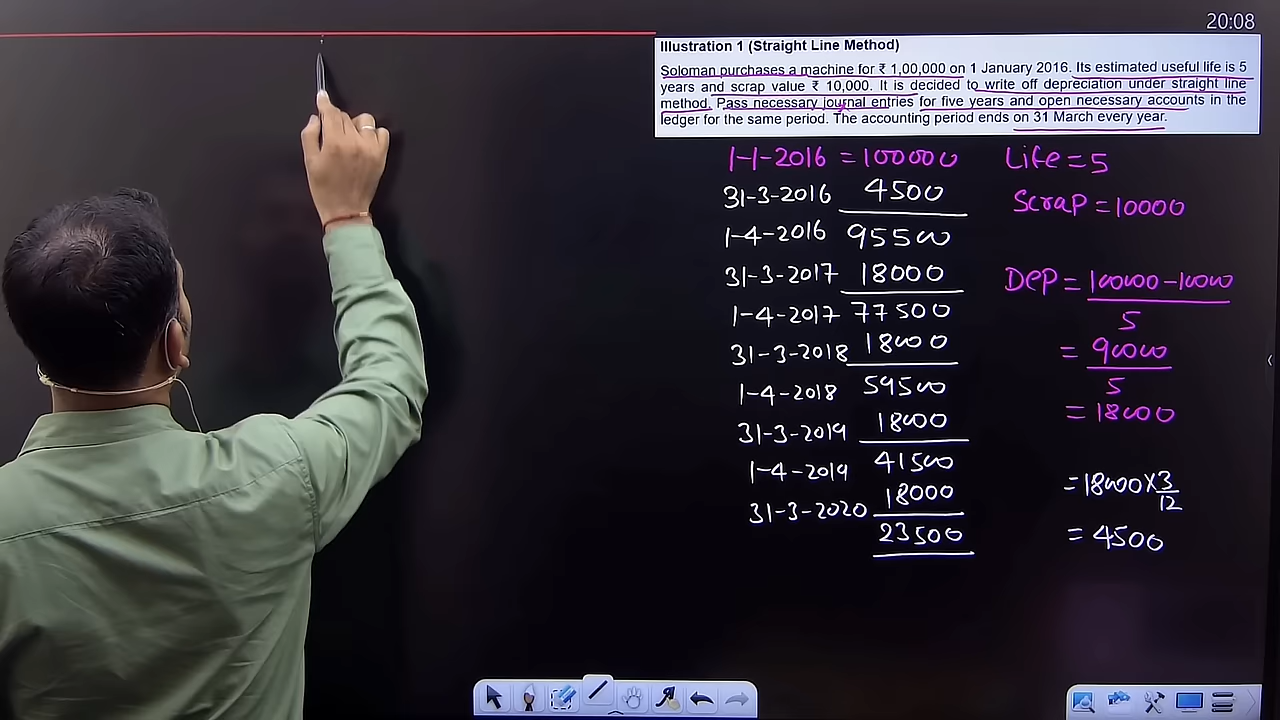 20:08
Illustration 1 (Straight Line Method)
Soloman purchases a machine for ₹ 1,00,000 on 1 January 2016. Its estimated useful life is 5
years and scrap value ₹ 10,000. It is decided to write off depreciation under straight line
method. Pass necessary journal entries for five years and open necessary accounts in the
ledger for the same period. The accounting period ends on 31 March every year.
1-1-2016 = 100000
31-3-2016 4500
1-4-2016 95500
31-3-2017 18000
1-4-2017 77500
31-3-2018 18000
1-4-2018 59500
31-3-2019 18000
1-4-2019 41500
31-3-2020 18000
23500
Life = 5
Scrap = 10000
Dep = 100000 - 10000
5
= 90000
5
= 18000
= 18000 × 3
12
= 4500